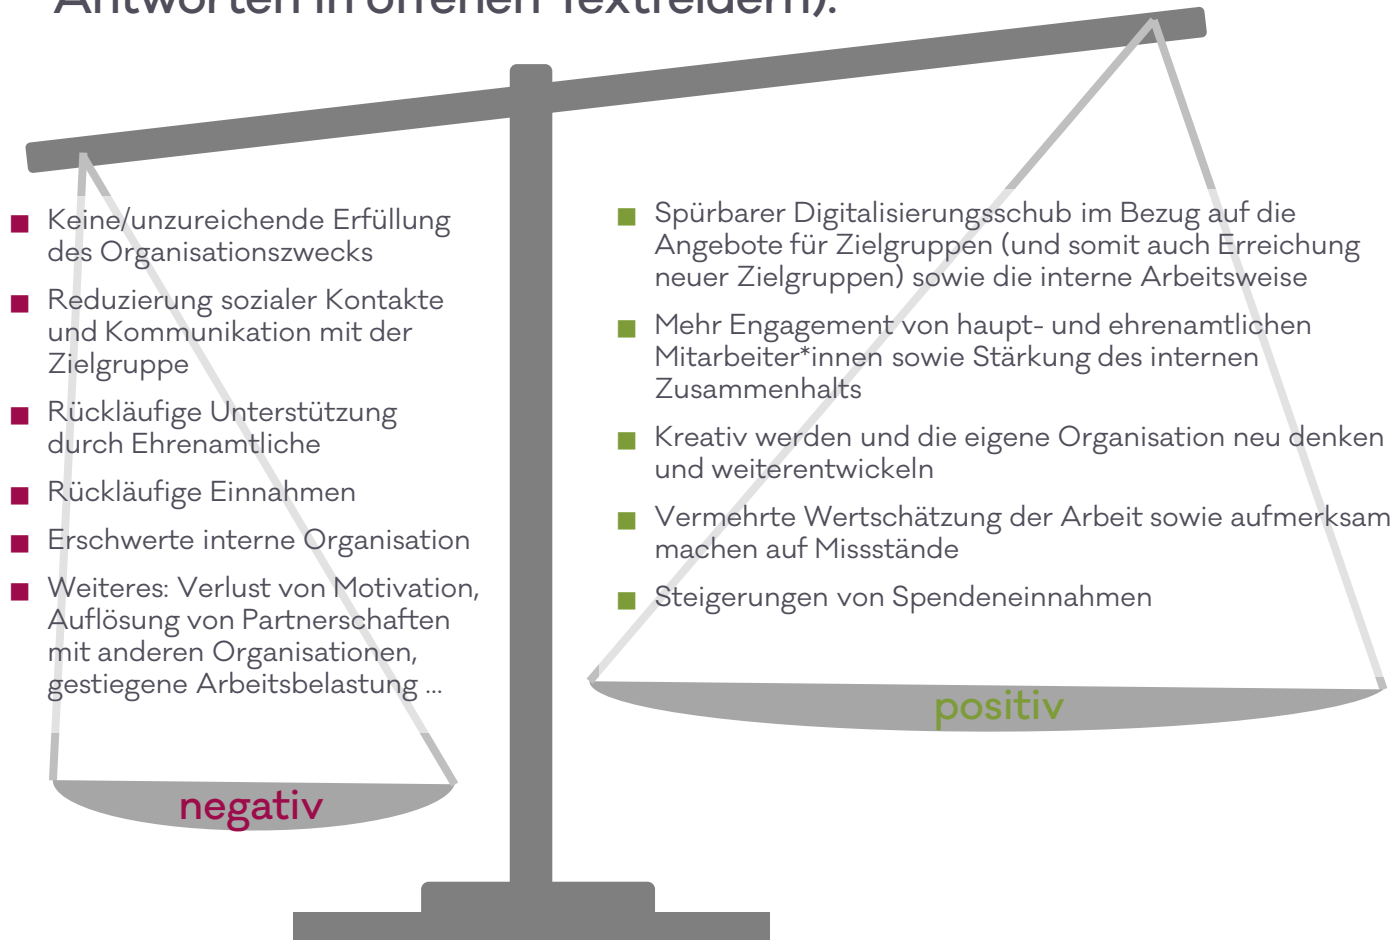 Antworten in offenen Textfeldern):
Keine/unzureichende Erfüllung
des Organisationszwecks
Reduzierung sozialer Kontakte
und Kommunikation mit der
Zielgruppe
Rückläufige Unterstützung
durch Ehrenamtliche
Rückläufige Einnahmen
Erschwerte interne Organisation
Weiteres: Verlust von Motivation,
Auflösung von Partnerschaften
mit anderen Organisationen,
gestiegene Arbeitsbelastung ...
negativ
Spürbarer Digitalisierungsschub im Bezug auf die
Angebote für Zielgruppen (und somit auch Erreichung
neuer Zielgruppen) sowie die interne Arbeitsweise
Mehr Engagement von haupt- und ehrenamtlichen
Mitarbeiter*innen sowie Stärkung des internen
Zusammenhalts
Kreativ werden und die eigene Organisation neu denken
und weiterentwickeln
Vermehrte Wertschätzung der Arbeit sowie aufmerksam
machen auf Missstände
Steigerungen von Spendeneinnahmen
positiv